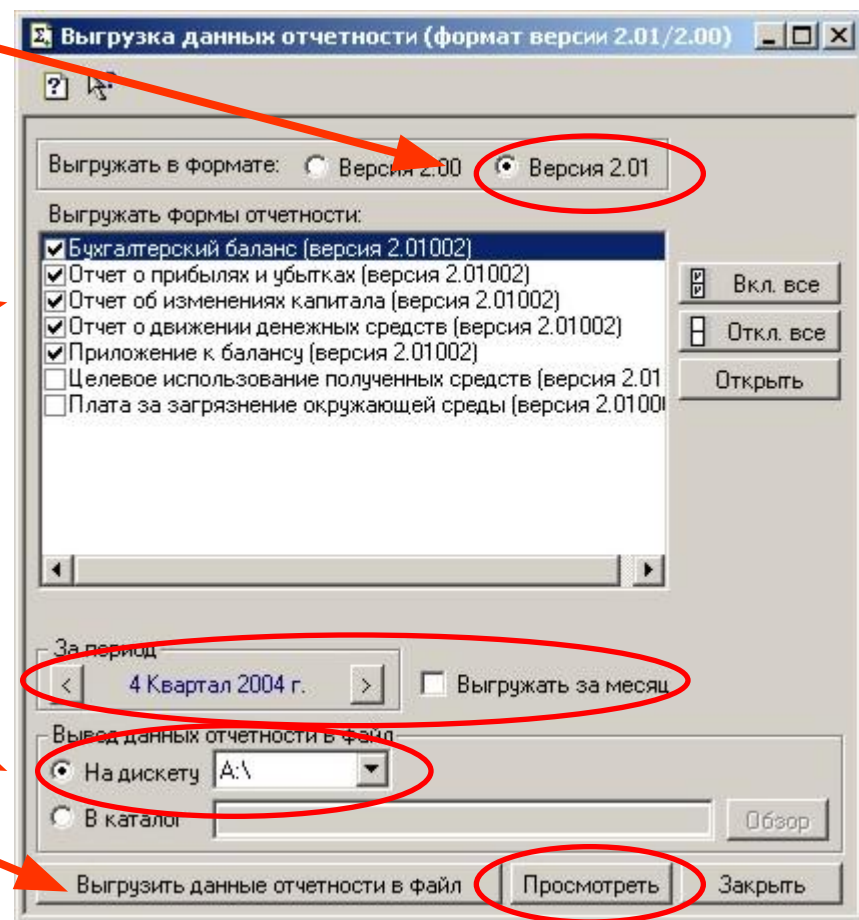 Выгрузка данных отчетности (формат версии 2.01/2.00)
Выгружать в формате: Версия 2.00 Версия 2.01
Выгружать формы отчетности:
Бухгалтерский баланс (версия 2.01002)
Отчет о прибылях и убытках (версия 2.01002)
Отчет об изменениях капитала (версия 2.01002)
Отчет о движении денежных средств (версия 2.01002)
Приложение к балансу (версия 2.01002)
Целевое использование полученных средств (версия 2.01
Плата за загрязнение окружающей среды (версия 2.0100
Вкл. все
Откл. все
Открыть
За период
< 4 Квартал 2004 г. > Выгружать за месяц
Вывод данных отчетности в файл
На дискету A:\
В каталог Обзор
Выгрузить данные отчетности в файл Просмотреть Закрыть